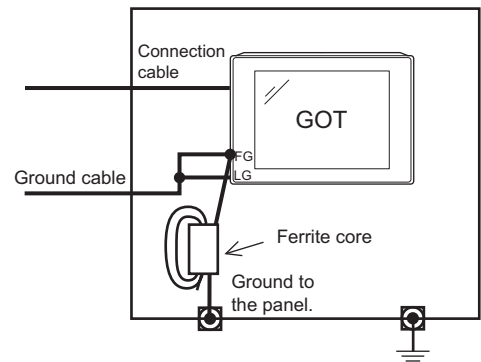 Connection
cable
GOT
FG
LG
Ground cable
Ferrite core
Ground to
the panel.